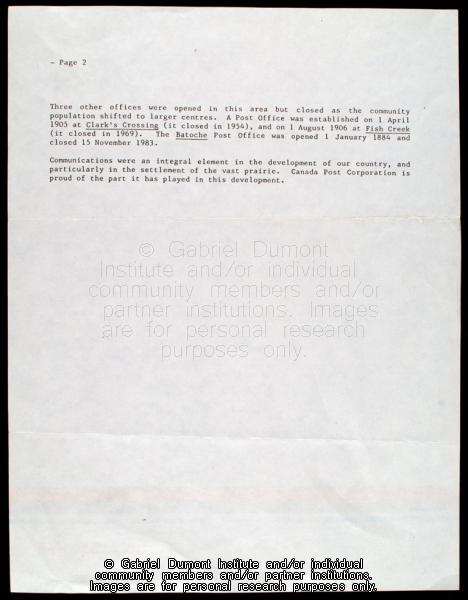 - Page 2
Three other offices were opened in this area but closed as the community
population shifted to larger centres. A Post Office was established on 1 April
1905 at Clark's Crossing (it closed in 1954), and on 1 August 1906 at Fish Creek
(it closed in 1969). The Batoche Post Office was opened 1 January 1884 and
closed 15 November 1983.
Communications were an integral element in the development of our country, and
particularly in the settlement of the vast prairie. Canada Post Corporation is
proud of the part it has played in this development.
© Gabriel Dumont
Institute and/or individual
community members and/or
partner institutions. Images
are for personal research
purposes only.
© Gabriel Dumont Institute and/or individual
community members and/or partner institutions.
Images are for personal research purposes only.